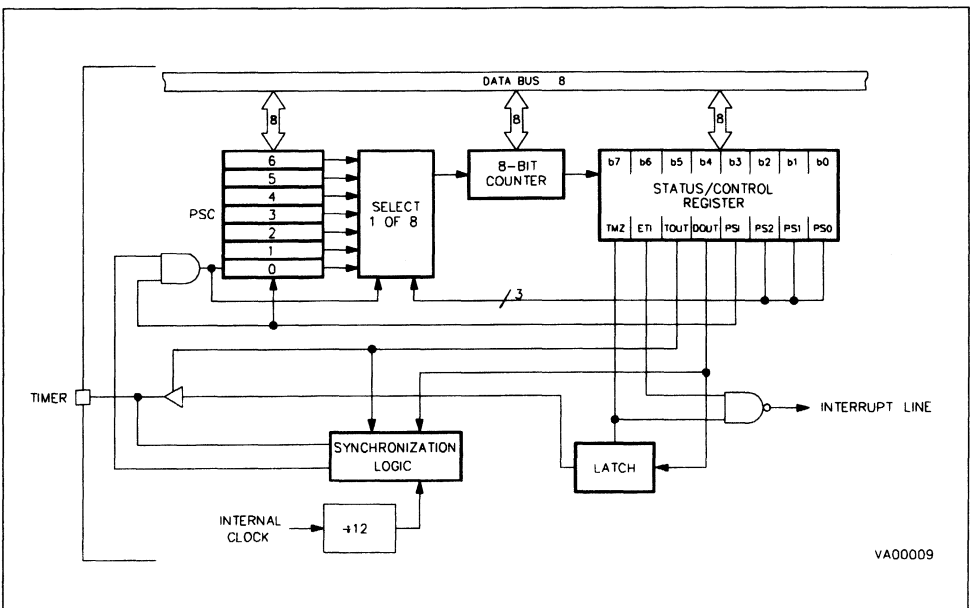 DATA BUS 8
8
8
8
6
5
4
3
2
1
0
PSC
SELECT
1 OF 8
8-BIT
COUNTER
b7 b6 b5 b4 b3 b2 b1 b0
STATUS/CONTROL
REGISTER
TMZ ETI TOUT DOUT PSI PS2 PS1 PS0
3
TIMER
SYNCHRONIZATION
LOGIC
LATCH
INTERRUPT LINE
INTERNAL
CLOCK
÷12
VA00009